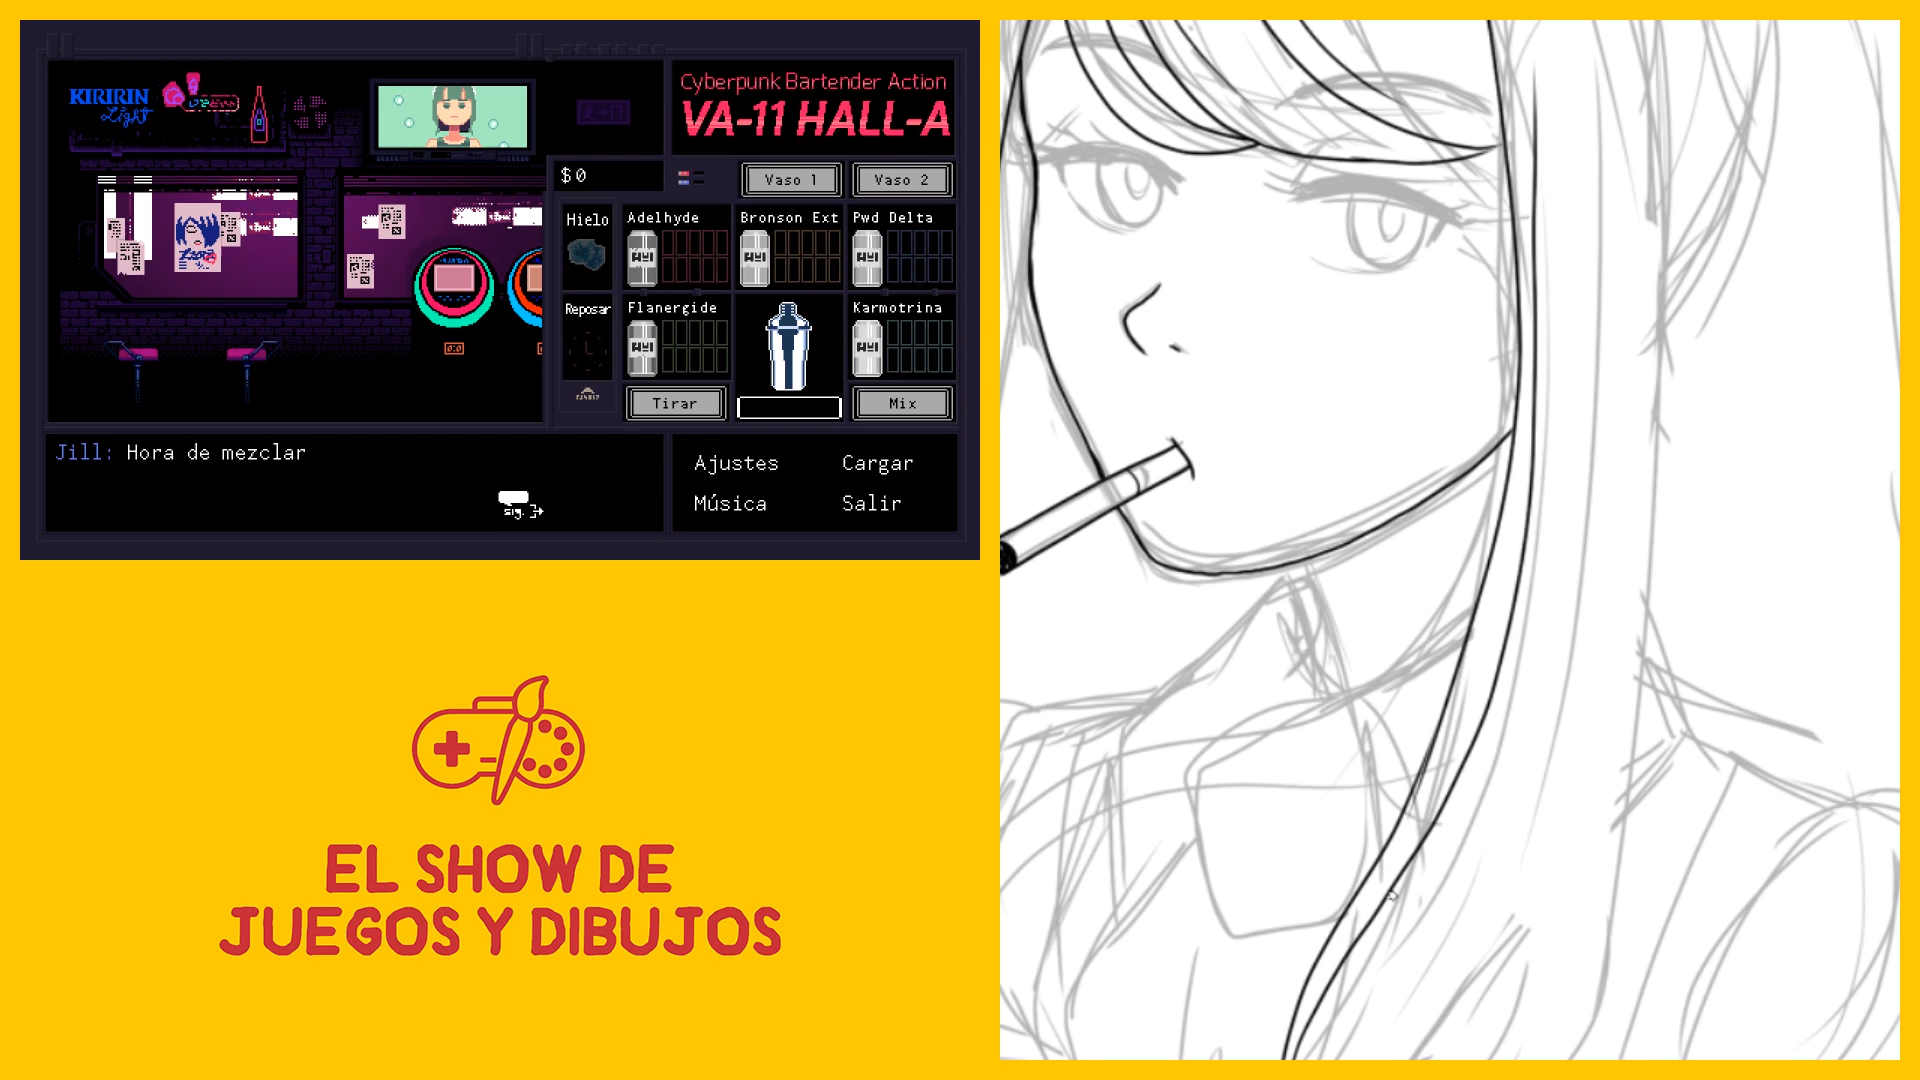 KIRIRIN
Light
Cyberpunk Bartender Action
VA-11 HALL-A
$0
Vaso 1
Vaso 2
Hielo
Adelhyde
Bronson Ext
Pwd Delta
Reposar
Flanergide
Karmotrina
Tirar
Mix
Jill: Hora de mezclar
sig.
Ajustes
Cargar
Música
Salir
EL SHOW DE
JUEGOS Y DIBUJOS